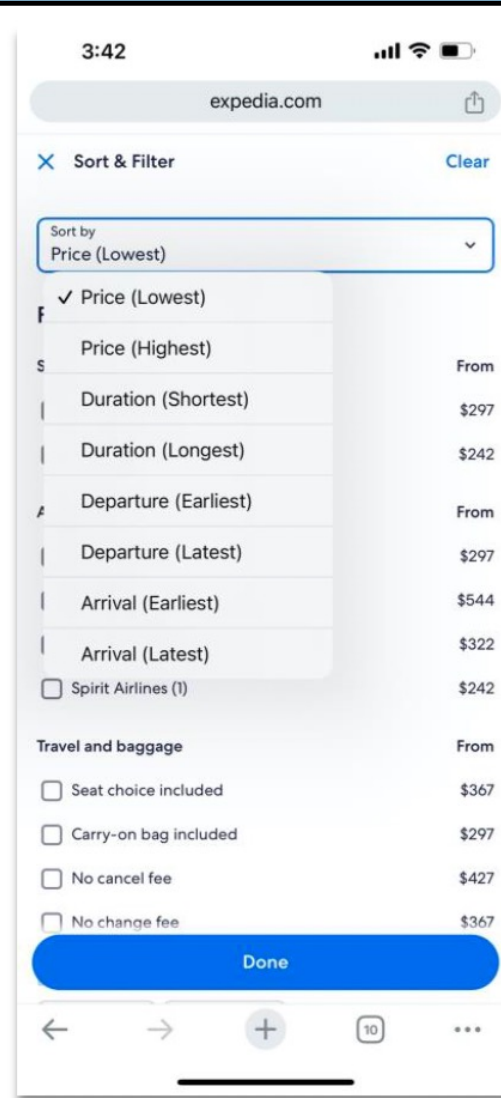 3:42
expedia.com
Sort & Filter Clear
Sort by
Price (Lowest)
✓ Price (Lowest)
Price (Highest)
From
Duration (Shortest)
$297
Duration (Longest)
$242
Departure (Earliest)
From
Departure (Latest)
$297
Arrival (Earliest)
$544
Arrival (Latest)
$322
Spirit Airlines (1) $242
Travel and baggage From
Seat choice included $367
Carry-on bag included $297
No cancel fee $427
No change fee $367
Done
10